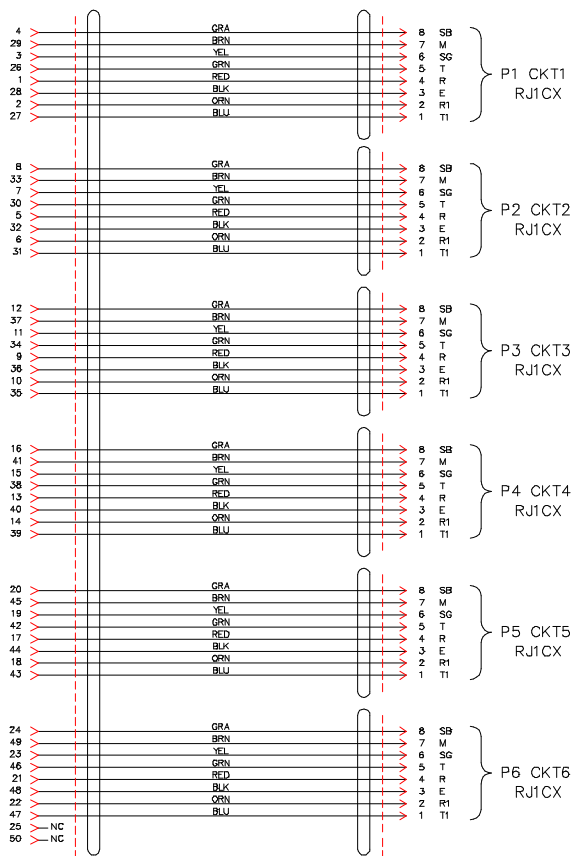 4 GRA 8 SB
29 BRN 7 M
3 YEL 6 SG
26 GRN 5 T
1 RED 4 R
28 BLK 3 E
2 ORN 2 R1
27 BLU 1 T1
P1 CKT1
RJ1CX
8 GRA 8 SB
33 BRN 7 M
7 YEL 6 SG
30 GRN 5 T
5 RED 4 R
32 BLK 3 E
6 ORN 2 R1
31 BLU 1 T1
P2 CKT2
RJ1CX
12 GRA 8 SB
37 BRN 7 M
11 YEL 6 SG
34 GRN 5 T
9 RED 4 R
36 BLK 3 E
10 ORN 2 R1
35 BLU 1 T1
P3 CKT3
RJ1CX
16 GRA 8 SB
41 BRN 7 M
15 YEL 6 SG
38 GRN 5 T
13 RED 4 R
40 BLK 3 E
14 ORN 2 R1
39 BLU 1 T1
P4 CKT4
RJ1CX
20 GRA 8 SB
45 BRN 7 M
19 YEL 6 SG
42 GRN 5 T
17 RED 4 R
44 BLK 3 E
18 ORN 2 R1
43 BLU 1 T1
P5 CKT5
RJ1CX
24 GRA 8 SB
49 BRN 7 M
23 YEL 6 SG
46 GRN 5 T
21 RED 4 R
48 BLK 3 E
22 ORN 2 R1
47 BLU 1 T1
P6 CKT6
RJ1CX
25 NC
50 NC